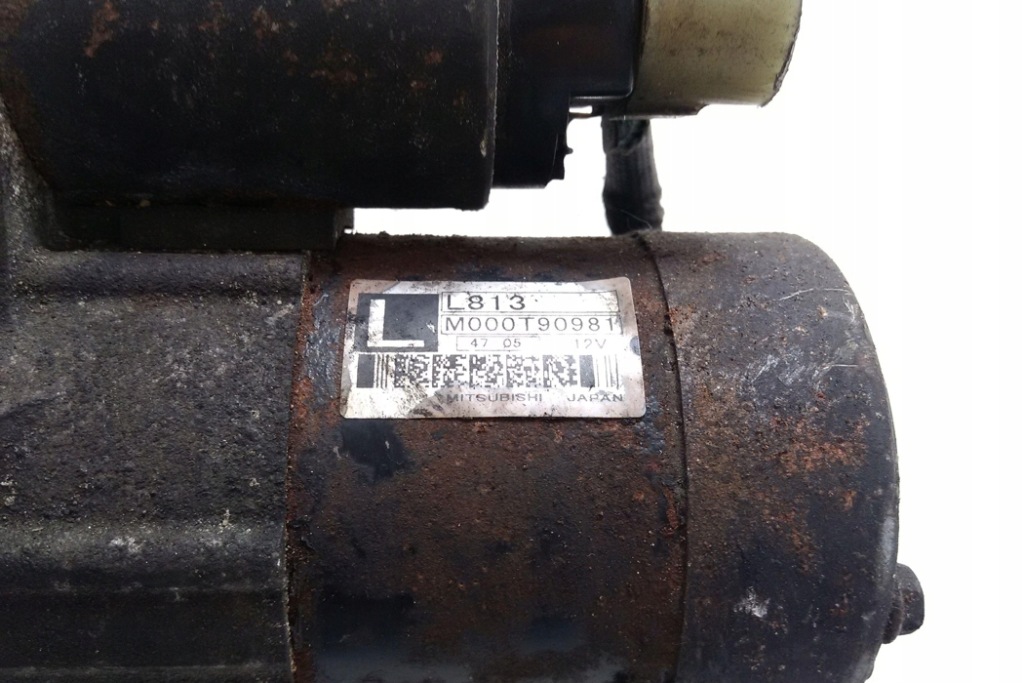 L
L813
M000T90981
47 05 12V
MITSUBISHI JAPAN